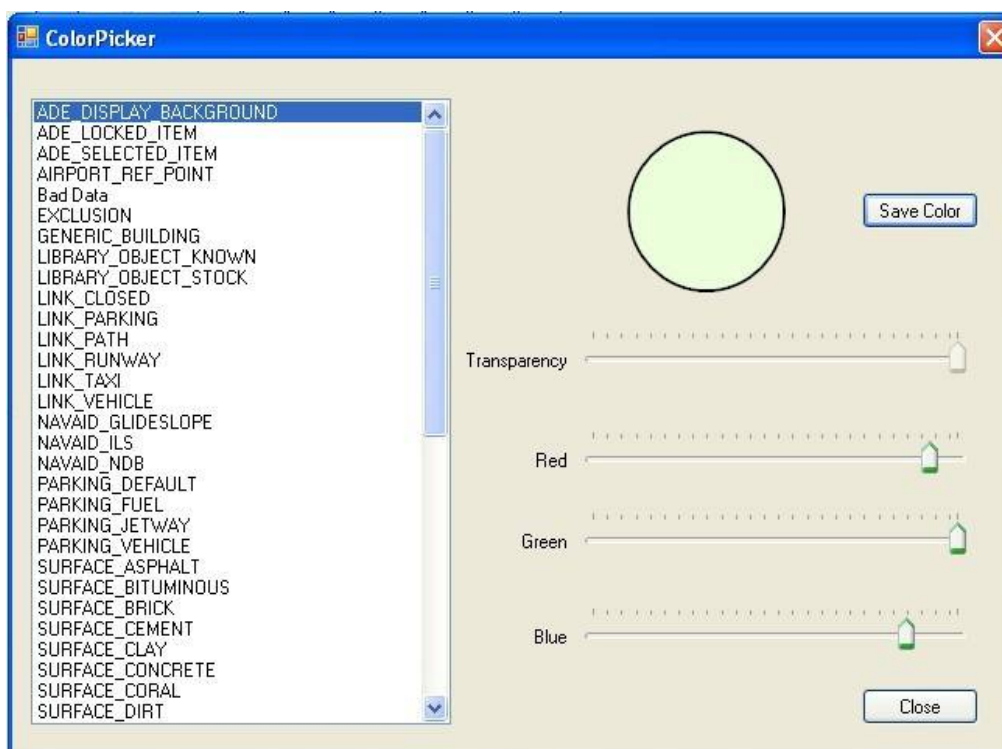 ColorPicker
ADE_DISPLAY_BACKGROUND
ADE_LOCKED_ITEM
ADE_SELECTED_ITEM
AIRPORT_REF_POINT
Bad Data
EXCLUSION
GENERIC_BUILDING
LIBRARY_OBJECT_KNOWN
LIBRARY_OBJECT_STOCK
LINK_CLOSED
LINK_PARKING
LINK_PATH
LINK_RUNWAY
LINK_TAXI
LINK_VEHICLE
NAVAID_GLIDESLOPE
NAVAID_ILS
NAVAID_NDB
PARKING_DEFAULT
PARKING_FUEL
PARKING_JETWAY
PARKING_VEHICLE
SURFACE_ASPHALT
SURFACE_BITUMINOUS
SURFACE_BRICK
SURFACE_CEMENT
SURFACE_CLAY
SURFACE_CONCRETE
SURFACE_CORAL
SURFACE_DIRT
Save Color
Transparency
Red
Green
Blue
Close